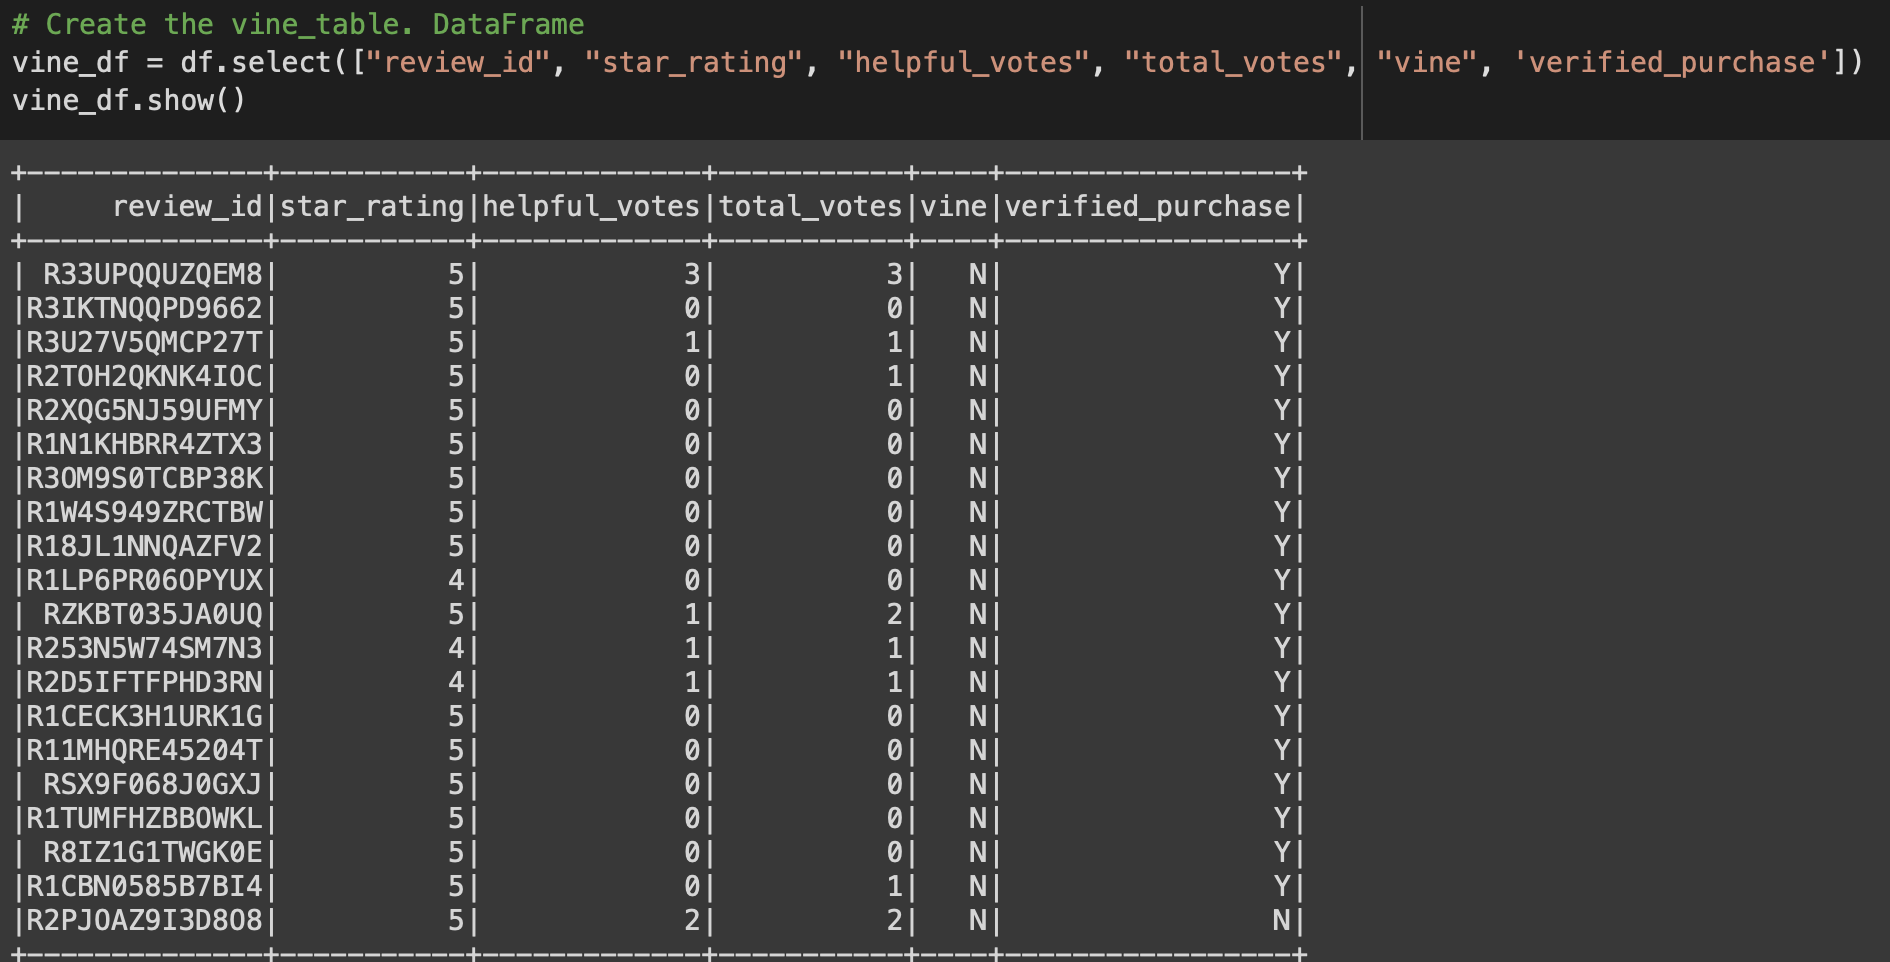 # Create the vine_table. DataFrame
vine_df = df.select(["review_id", "star_rating", "helpful_votes", "total_votes", "vine", 'verified_purchase'])
vine_df.show()
+--------------+-----------+-------------+-----------+----+-----------------+
|     review_id|star_rating|helpful_votes|total_votes|vine|verified_purchase|
+--------------+-----------+-------------+-----------+----+-----------------+
| R33UPQQUZQEM8|          5|            3|          3|   N|                Y|
|R3IKTNQQPD9662|          5|            0|          0|   N|                Y|
|R3U27V5QMCP27T|          5|            1|          1|   N|                Y|
|R2TOH2QKNK4IOC|          5|            0|          1|   N|                Y|
|R2XQG5NJ59UFMY|          5|            0|          0|   N|                Y|
|R1N1KHBRR4ZTX3|          5|            0|          0|   N|                Y|
|R3OM9S0TCBP38K|          5|            0|          0|   N|                Y|
|R1W4S949ZRCTBW|          5|            0|          0|   N|                Y|
|R18JL1NNQAZFV2|          5|            0|          0|   N|                Y|
|R1LP6PR06OPYUX|          4|            0|          0|   N|                Y|
| RZKBT035JA0UQ|          5|            1|          2|   N|                Y|
|R253N5W74SM7N3|          4|            1|          1|   N|                Y|
|R2D5IFTFPHD3RN|          4|            1|          1|   N|                Y|
|R1CECK3H1URK1G|          5|            0|          0|   N|                Y|
|R11MHQRE45204T|          5|            0|          0|   N|                Y|
| RSX9F068J0GXJ|          5|            0|          0|   N|                Y|
|R1TUMFHZBBOWKL|          5|            0|          0|   N|                Y|
| R8IZ1G1TWGK0E|          5|            0|          0|   N|                Y|
|R1CBN0585B7BI4|          5|            0|          1|   N|                Y|
|R2PJOAZ9I3D8O8|          5|            2|          2|   N|                N|
+--------------+-----------+-------------+-----------+----+-----------------+